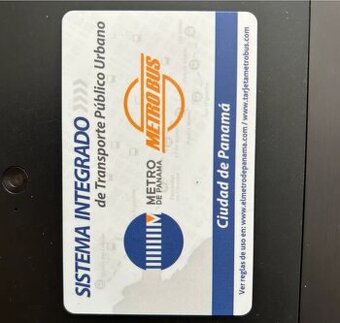 SISTEMA INTEGRADO
de Transporte Público Urbano
METRO
DE PANAMÁ
METRO BUS
Ciudad de Panamá
Ver reglas de uso en: www.elmetrodepanama.com / www.tarjetametrobus.com